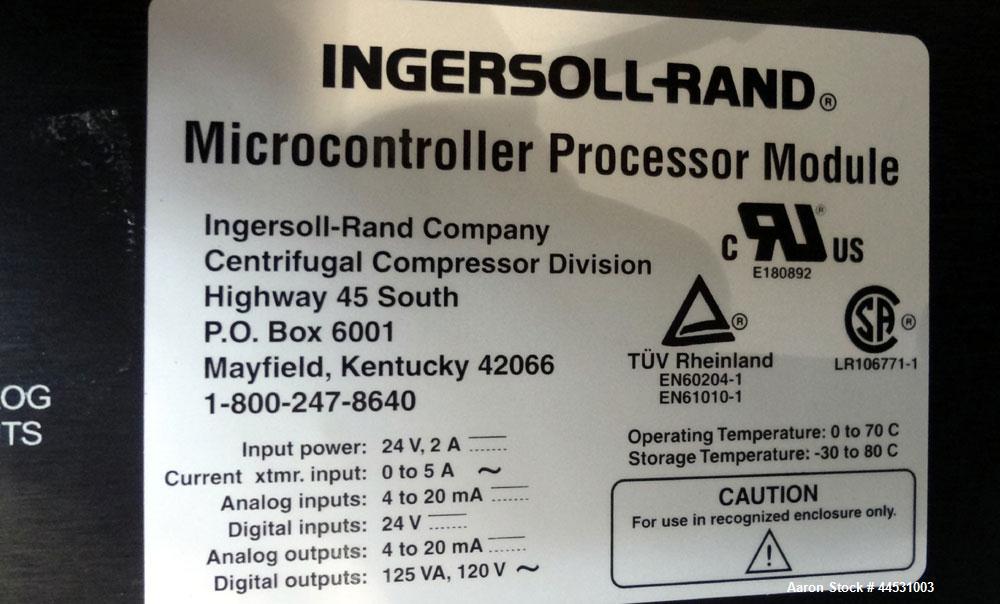 INGERSOLL-RAND®
Microcontroller Processor Module
Ingersoll-Rand Company
Centrifugal Compressor Division
Highway 45 South
P.O. Box 6001
Mayfield, Kentucky 42066
1-800-247-8640
C RU® US
E180892
TÜV Rheinland ®
EN60204-1
EN61010-1
CSA ®
LR106771-1
Input power: 24 V, 2 A
Current xtmr. input: 0 to 5 A ~
Analog inputs: 4 to 20 mA
Digital inputs: 24 V
Analog outputs: 4 to 20 mA
Digital outputs: 125 VA, 120 V ~
Operating Temperature: 0 to 70 C
Storage Temperature: -30 to 80 C
CAUTION
For use in recognized enclosure only.
!
OG
TS
Aaron Stock # 44531003